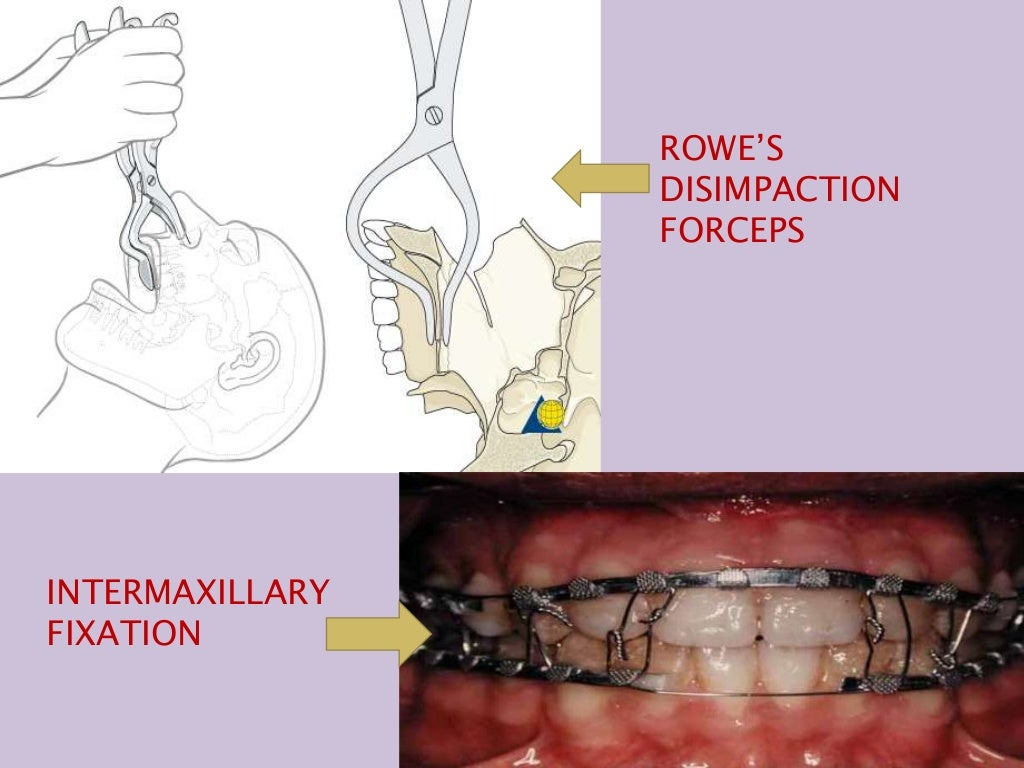 ROWE’S
DISIMPACTION
FORCEPS
INTERMAXILLARY
FIXATION